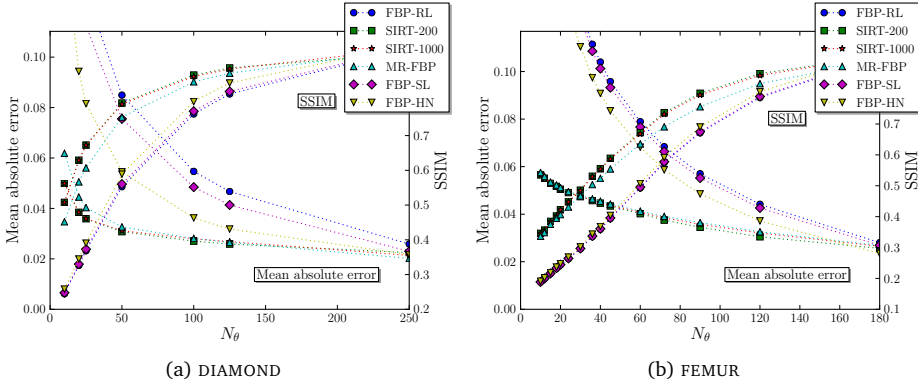 FBP-RL
SIRT-200
SIRT-1000
MR-FBP
FBP-SL
FBP-HN
SSIM
Mean absolute error
Mean absolute error
SSIM
0.10
0.08
0.06
0.04
0.02
0.00
0.7
0.6
0.5
0.4
0.3
0.2
0 50 100 150 200 250
Nθ
(a) DIAMOND
FBP-RL
SIRT-200
SIRT-1000
MR-FBP
FBP-SL
FBP-HN
SSIM
Mean absolute error
Mean absolute error
SSIM
0.10
0.08
0.06
0.04
0.02
0.00
0.7
0.6
0.5
0.4
0.3
0.2
0.1
0 20 40 60 80 100 120 140 160 180
Nθ
(b) FEMUR